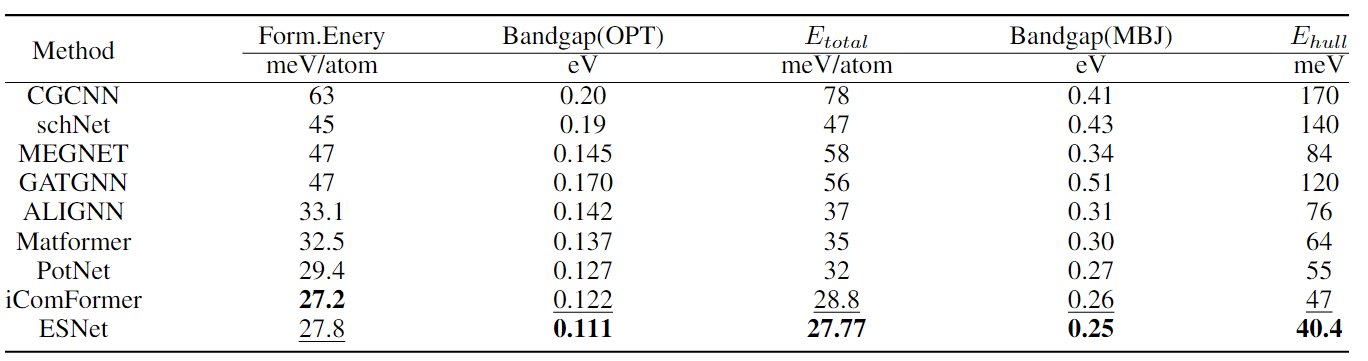 Method Form.Enery Bandgap(OPT) E_total Bandgap(MBJ) E_hull
meV/atom eV meV/atom eV meV
CGCNN 63 0.20 78 0.41 170
schNet 45 0.19 47 0.43 140
MEGNET 47 0.145 58 0.34 84
GATGNN 47 0.170 56 0.51 120
ALIGNN 33.1 0.142 37 0.31 76
Matformer 32.5 0.137 35 0.30 64
PotNet 29.4 0.127 32 0.27 55
iComFormer 27.2 0.122 28.8 0.26 47
ESNet 27.8 0.111 27.77 0.25 40.4